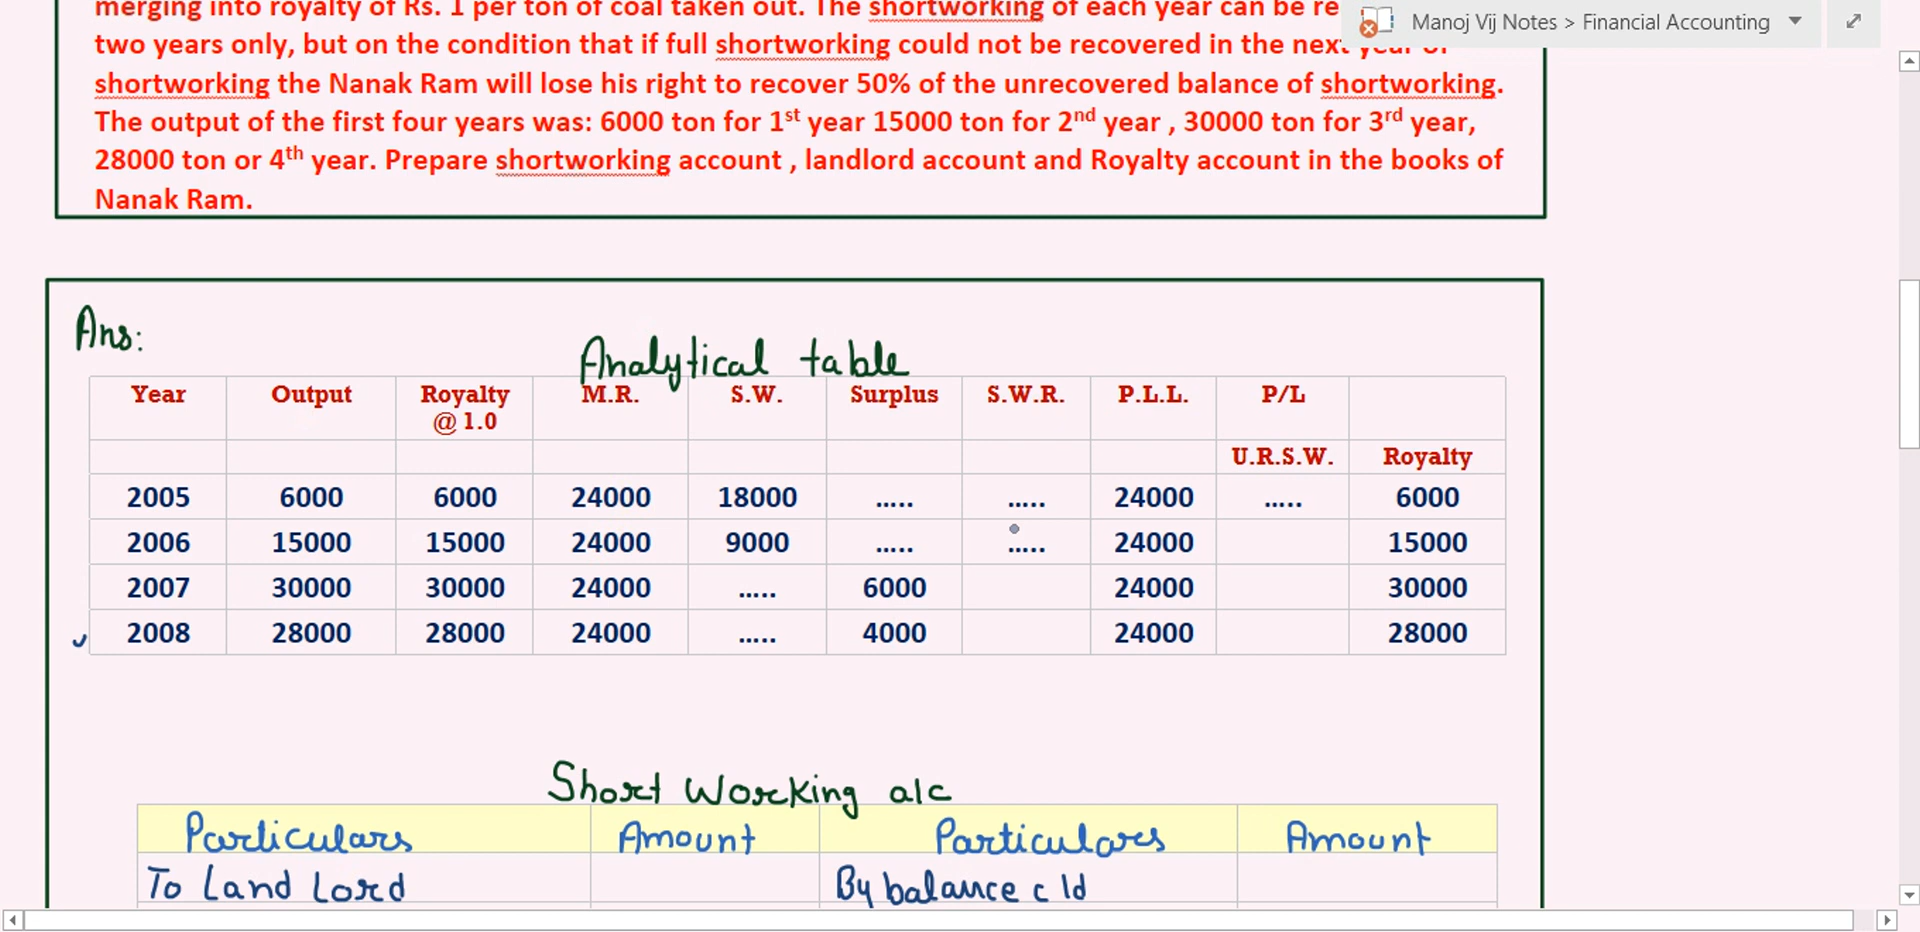 merging into royalty of Rs. 1 per ton of coal taken out. The shortworking of each year can be re
Manoj Vij Notes > Financial Accounting
two years only, but on the condition that if full shortworking could not be recovered in the next year of
shortworking the Nanak Ram will lose his right to recover 50% of the unrecovered balance of shortworking.
The output of the first four years was: 6000 ton for 1st year 15000 ton for 2nd year , 30000 ton for 3rd year,
28000 ton or 4th year. Prepare shortworking account , landlord account and Royalty account in the books of
Nanak Ram.
Ans:
Analytical table
Year Output Royalty @ 1.0 M.R. S.W. Surplus S.W.R. P.L.L. P/L
U.R.S.W. Royalty
2005 6000 6000 24000 18000 ..... ..... 24000 ..... 6000
2006 15000 15000 24000 9000 ..... ..... 24000 15000
2007 30000 30000 24000 ..... 6000 24000 30000
2008 28000 28000 24000 ..... 4000 24000 28000
Short Working a/c
Particulars Amount Particulars Amount
To Land Lord By balance c/d